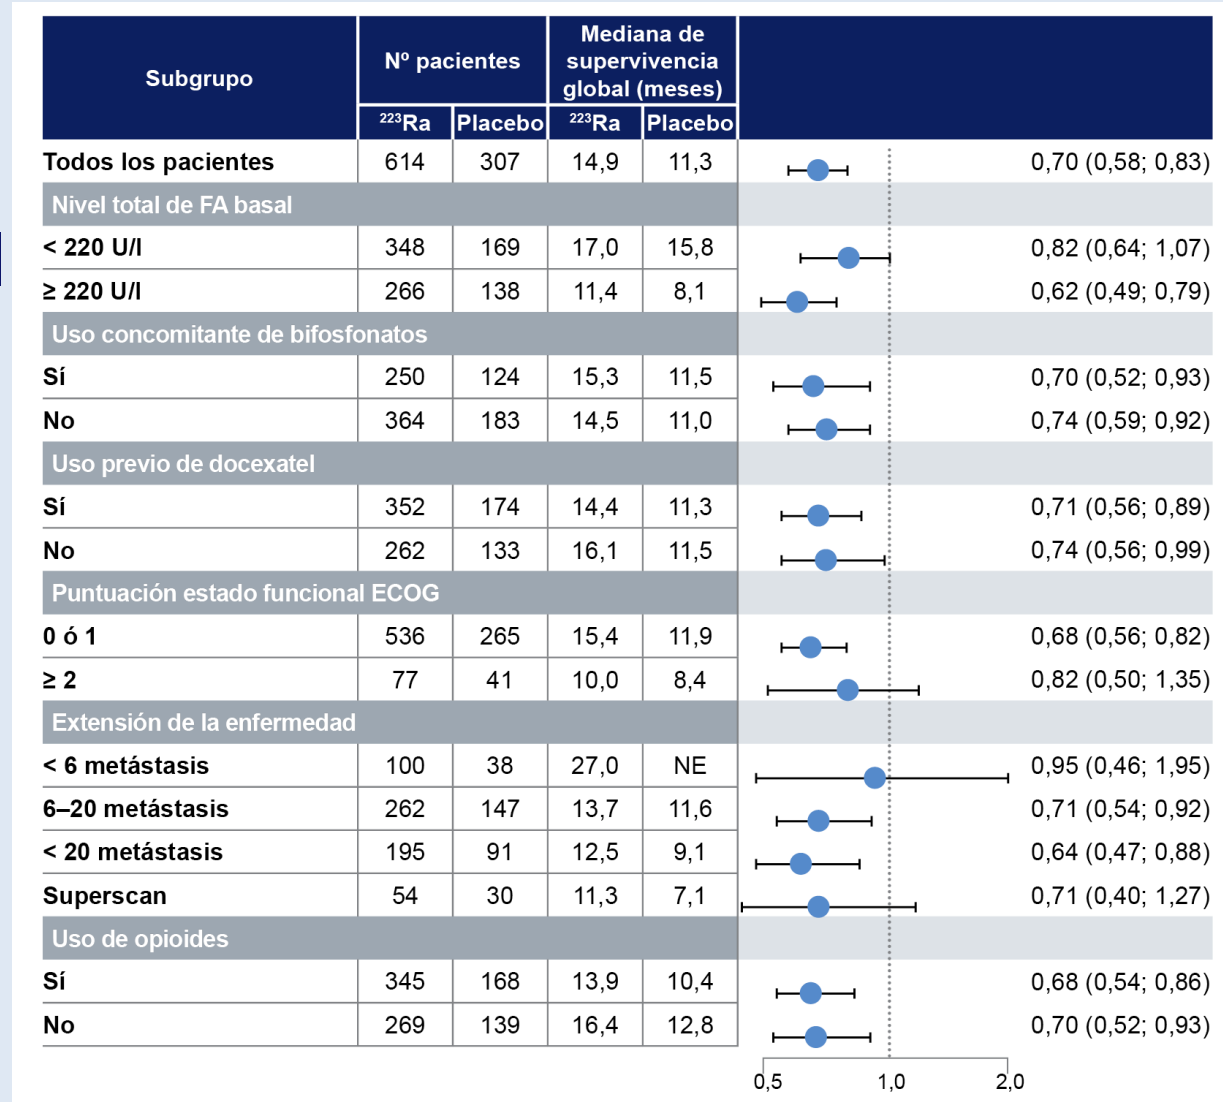 Subgrupo
Nº pacientes
Mediana de
supervivencia
global (meses)
²²³Ra Placebo ²²³Ra Placebo
Todos los pacientes 614 307 14,9 11,3 0,70 (0,58; 0,83)
Nivel total de FA basal
< 220 U/l 348 169 17,0 15,8 0,82 (0,64; 1,07)
≥ 220 U/l 266 138 11,4 8,1 0,62 (0,49; 0,79)
Uso concomitante de bifosfonatos
Sí 250 124 15,3 11,5 0,70 (0,52; 0,93)
No 364 183 14,5 11,0 0,74 (0,59; 0,92)
Uso previo de docexatel
Sí 352 174 14,4 11,3 0,71 (0,56; 0,89)
No 262 133 16,1 11,5 0,74 (0,56; 0,99)
Puntuación estado funcional ECOG
0 ó 1 536 265 15,4 11,9 0,68 (0,56; 0,82)
≥ 2 77 41 10,0 8,4 0,82 (0,50; 1,35)
Extensión de la enfermedad
< 6 metástasis 100 38 27,0 NE 0,95 (0,46; 1,95)
6–20 metástasis 262 147 13,7 11,6 0,71 (0,54; 0,92)
< 20 metástasis 195 91 12,5 9,1 0,64 (0,47; 0,88)
Superscan 54 30 11,3 7,1 0,71 (0,40; 1,27)
Uso de opioides
Sí 345 168 13,9 10,4 0,68 (0,54; 0,86)
No 269 139 16,4 12,8 0,70 (0,52; 0,93)
0,5 1,0 2,0